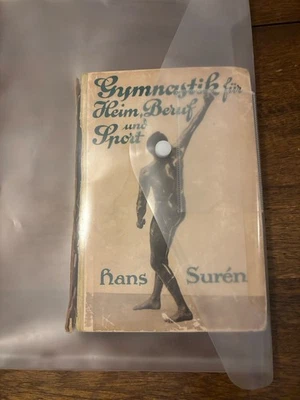 Gymnastik für
Heim, Beruf
und
Sport
Hans Surén